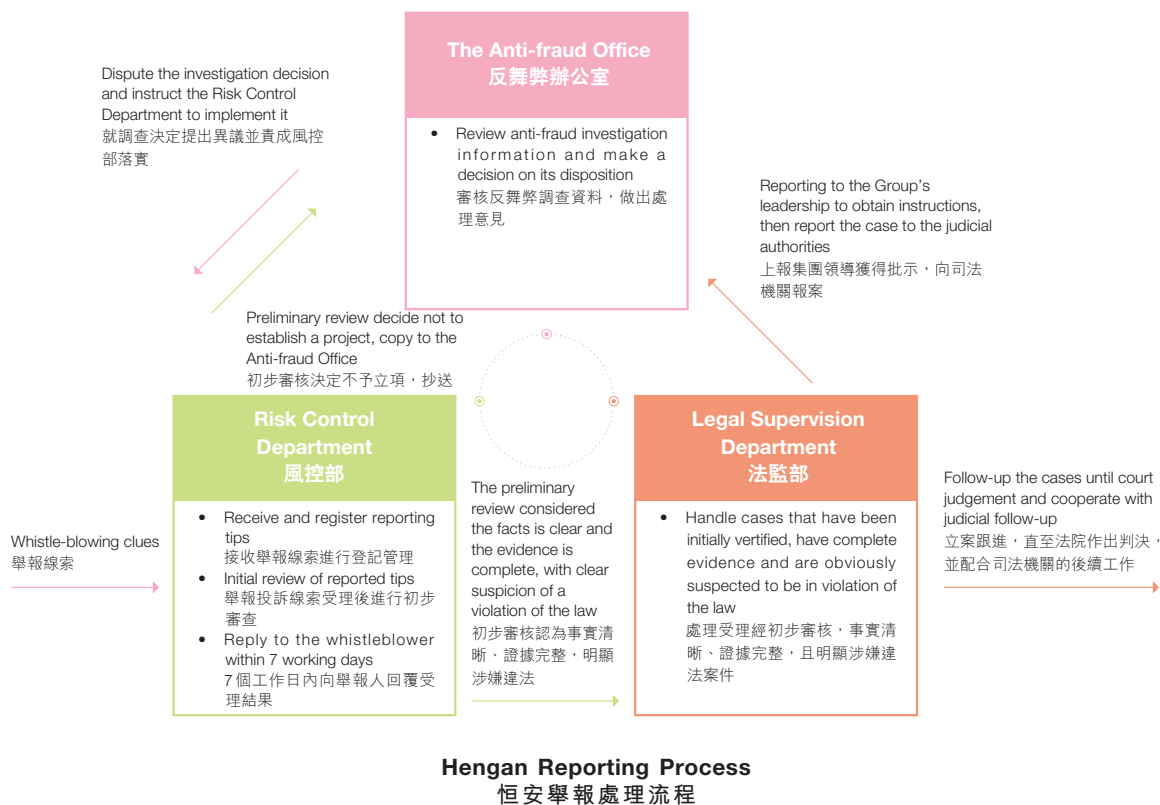 The Anti-fraud Office
反舞弊辦公室
Dispute the investigation decision
and instruct the Risk Control
Department to implement it
就調查決定提出異議並責成風控
部落實
• Review anti-fraud investigation
information and make a
decision on its disposition
審核反舞弊調查資料，做出處
理意見
Reporting to the Group's
leadership to obtain instructions,
then report the case to the judicial
authorities
上報集團領導獲得批示，向司法
機關報案
Preliminary review decide not to
establish a project, copy to the
Anti-fraud Office
初步審核決定不予立項，抄送
Whistle-blowing clues
舉報線索
Risk Control
Department
風控部
• Receive and register reporting
tips
接收舉報線索進行登記管理
• Initial review of reported tips
舉報投訴線索受理後進行初步
審查
• Reply to the whistleblower
within 7 working days
7個工作日內向舉報人回覆受
理結果
The preliminary
review considered
the facts is clear and
the evidence is
complete, with clear
suspicion of a
violation of the law
初步審核認為事實清
晰、證據完整，明顯
涉嫌違法
Legal Supervision
Department
法監部
• Handle cases that have been
initially vertified, have complete
evidence and are obviously
suspected to be in violation of
the law
處理受理經初步審核，事實清
晰、證據完整，且明顯涉嫌違
法案件
Follow-up the cases until court
judgement and cooperate with
judicial follow-up
立案跟進，直至法院作出判決，
並配合司法機關的後續工作
Hengan Reporting Process
恒安舉報處理流程